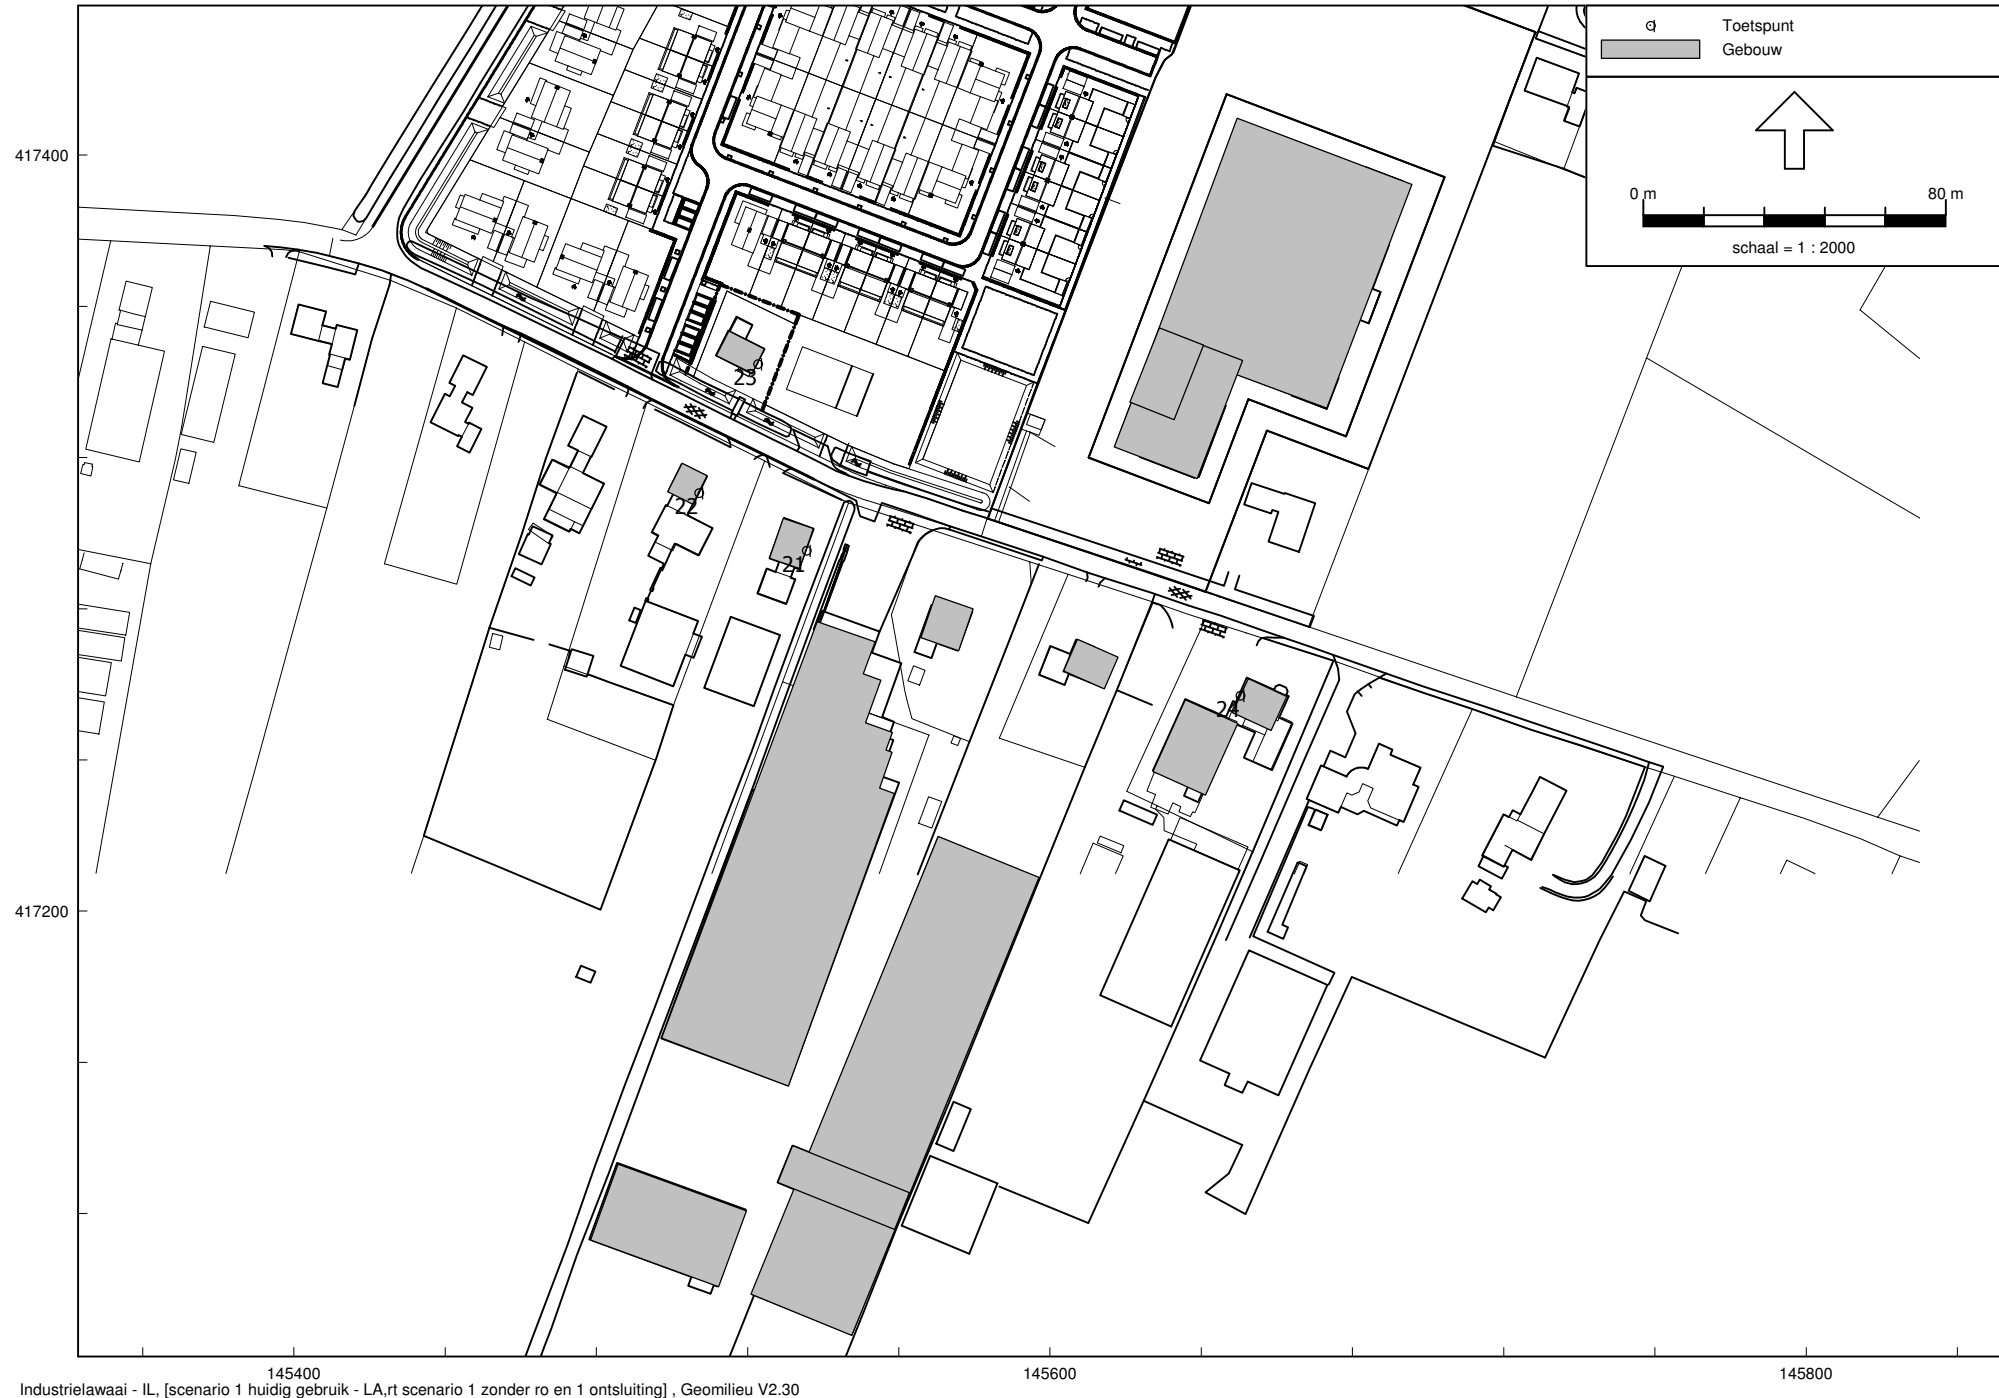 Toetspunt
Gebouw
0 m 80 m
schaal = 1 : 2000
417400
23
22
21
24
417200
145400 145600 145800
Industrielawaai - IL, [scenario 1 huidig gebruik - LA,rt scenario 1 zonder ro en 1 ontsluiting] , Geomilieu V2.30